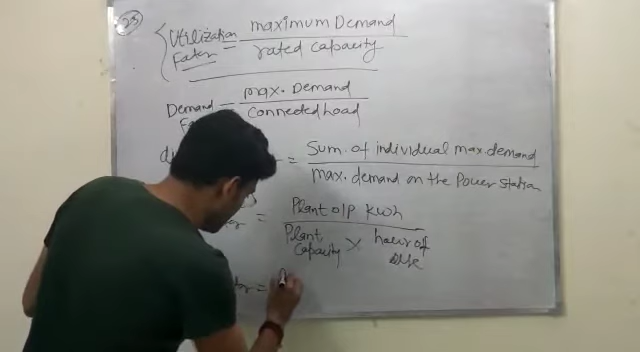 25
Utilization = maximum Demand
Factor rated capacity
Demand = max. Demand
connected load
= Sum. of individual max. demand
max. demand on the Power Station
= Plant o/p kwh
Plant capacity × hour of use
=